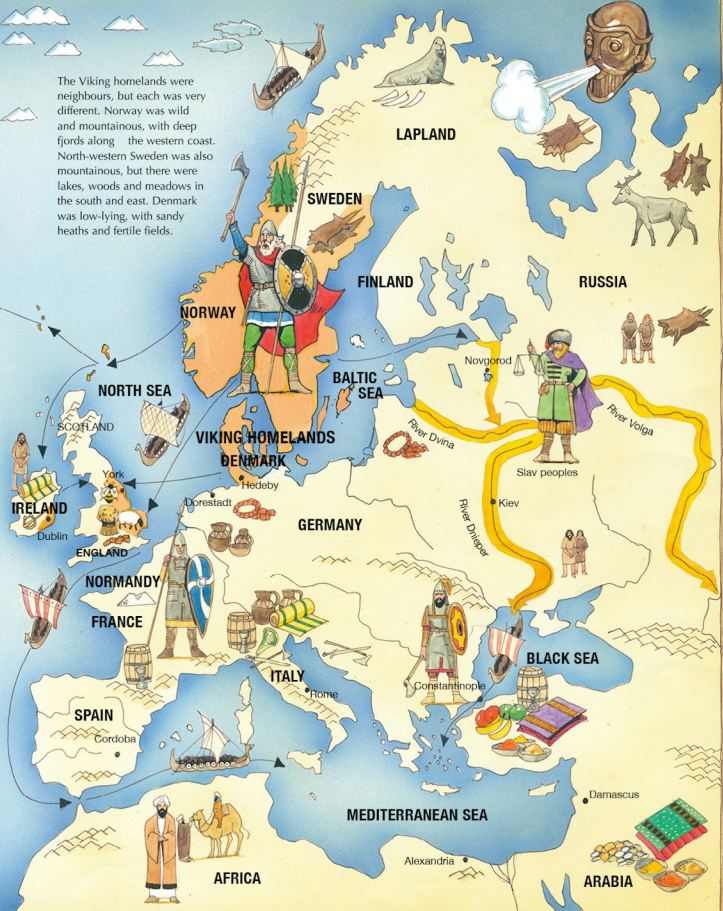 The Viking homelands were
neighbours, but each was very
different. Norway was wild
and mountainous, with deep
fjords along the western coast.
North-western Sweden was also
mountainous, but there were
lakes, woods and meadows in
the south and east. Denmark
was low-lying, with sandy
heaths and fertile fields.
LAPLAND
SWEDEN
FINLAND
RUSSIA
NORWAY
Novgorod
BALTIC
SEA
NORTH SEA
SCOTLAND
River Dvina
River Volga
VIKING HOMELANDS
DENMARK
Slav peoples
York
Hedeby
Dorestadt
IRELAND
Kiev
River Dnieper
Dublin
GERMANY
ENGLAND
NORMANDY
FRANCE
BLACK SEA
ITALY
Rome
Constantinople
SPAIN
Cordoba
Damascus
MEDITERRANEAN SEA
Alexandria
AFRICA
ARABIA